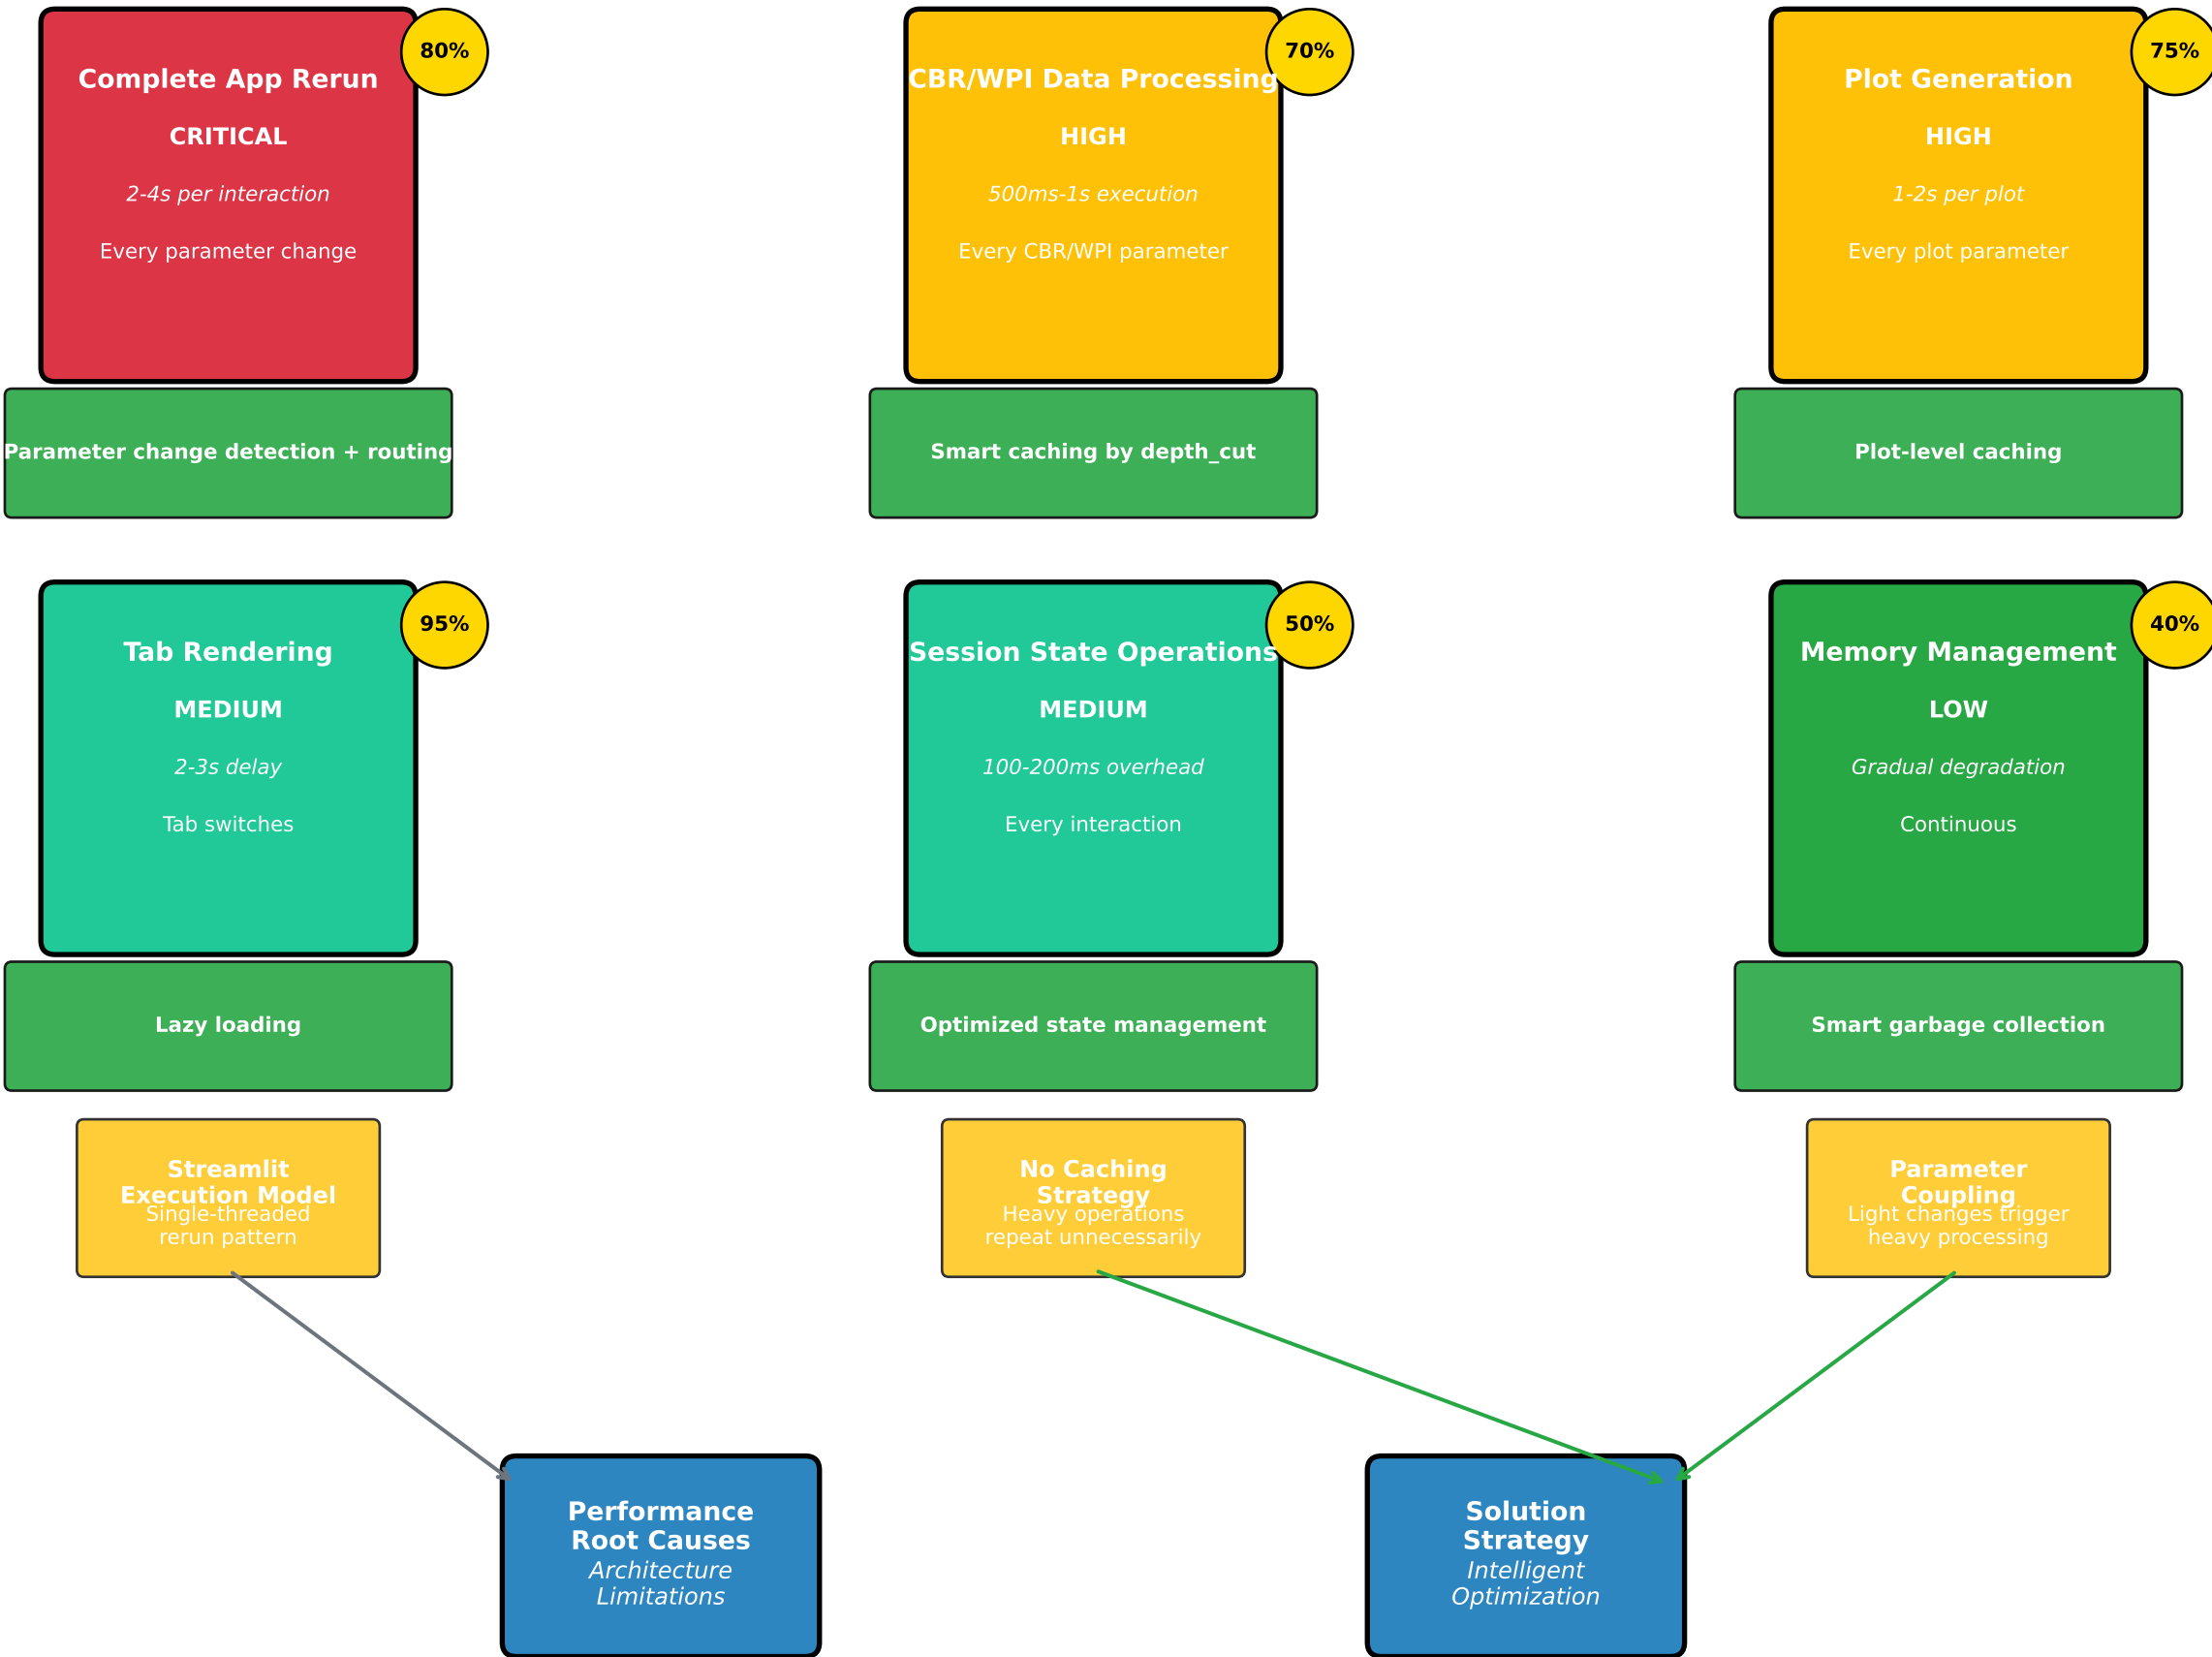 Complete App Rerun
CRITICAL
2-4s per interaction
Every parameter change
80%
Parameter change detection + routing
CBR/WPI Data Processing
HIGH
500ms-1s execution
Every CBR/WPI parameter
70%
Smart caching by depth_cut
Plot Generation
HIGH
1-2s per plot
Every plot parameter
75%
Plot-level caching
Tab Rendering
MEDIUM
2-3s delay
Tab switches
95%
Lazy loading
Session State Operations
MEDIUM
100-200ms overhead
Every interaction
50%
Optimized state management
Memory Management
LOW
Gradual degradation
Continuous
40%
Smart garbage collection
Streamlit
Execution Model
Single-threaded
rerun pattern
No Caching
Strategy
Heavy operations
repeat unnecessarily
Parameter
Coupling
Light changes trigger
heavy processing
Performance
Root Causes
Architecture
Limitations
Solution
Strategy
Intelligent
Optimization